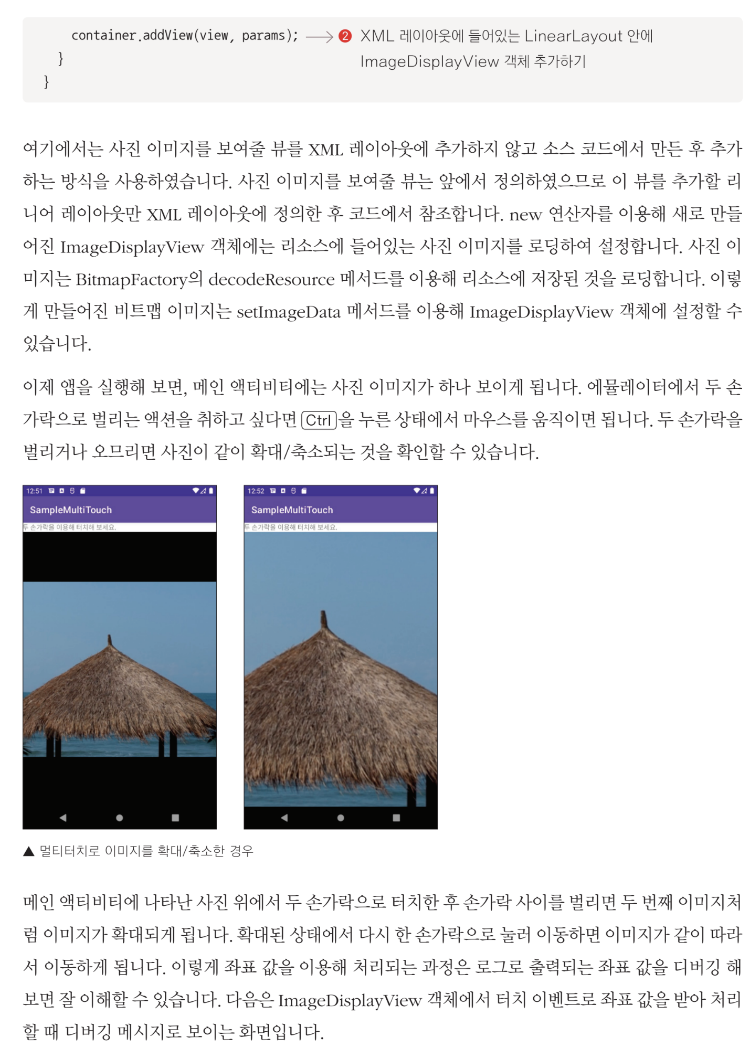 container.addView(view, params); ⟶ ❷ XML 레이아웃에 들어있는 LinearLayout 안에
ImageDisplayView 객체 추가하기
}
}
여기에서는 사진 이미지를 보여줄 뷰를 XML 레이아웃에 추가하지 않고 소스 코드에서 만든 후 추가
하는 방식을 사용하였습니다. 사진 이미지를 보여줄 뷰는 앞에서 정의하였으므로 이 뷰를 추가할 리
니어 레이아웃만 XML 레이아웃에 정의한 후 코드에서 참조합니다. new 연산자를 이용해 새로 만들
어진 ImageDisplayView 객체에는 리소스에 들어있는 사진 이미지를 로딩하여 설정합니다. 사진 이
미지는 BitmapFactory의 decodeResource 메서드를 이용해 리소스에 저장된 것을 로딩합니다. 이렇
게 만들어진 비트맵 이미지는 setImageData 메서드를 이용해 ImageDisplayView 객체에 설정할 수
있습니다.
이제 앱을 실행해 보면, 메인 액티비티에는 사진 이미지가 하나 보이게 됩니다. 에뮬레이터에서 두 손
가락으로 벌리는 액션을 취하고 싶다면 Ctrl을 누른 상태에서 마우스를 움직이면 됩니다. 두 손가락을
벌리거나 오므리면 사진이 같이 확대/축소되는 것을 확인할 수 있습니다.
12:51
SampleMultiTouch
두 손가락을 이용해 터치해 보세요.
12:52
SampleMultiTouch
두 손가락을 이용해 터치해 보세요.
▲ 멀티터치로 이미지를 확대/축소한 경우
메인 액티비티에 나타난 사진 위에서 두 손가락으로 터치한 후 손가락 사이를 벌리면 두 번째 이미지처
럼 이미지가 확대되게 됩니다. 확대된 상태에서 다시 한 손가락으로 눌러 이동하면 이미지가 같이 따라
서 이동하게 됩니다. 이렇게 좌표 값을 이용해 처리되는 과정은 로그로 출력되는 좌표 값을 디버깅 해
보면 잘 이해할 수 있습니다. 다음은 ImageDisplayView 객체에서 터치 이벤트로 좌표 값을 받아 처리
할 때 디버깅 메시지로 보이는 화면입니다.